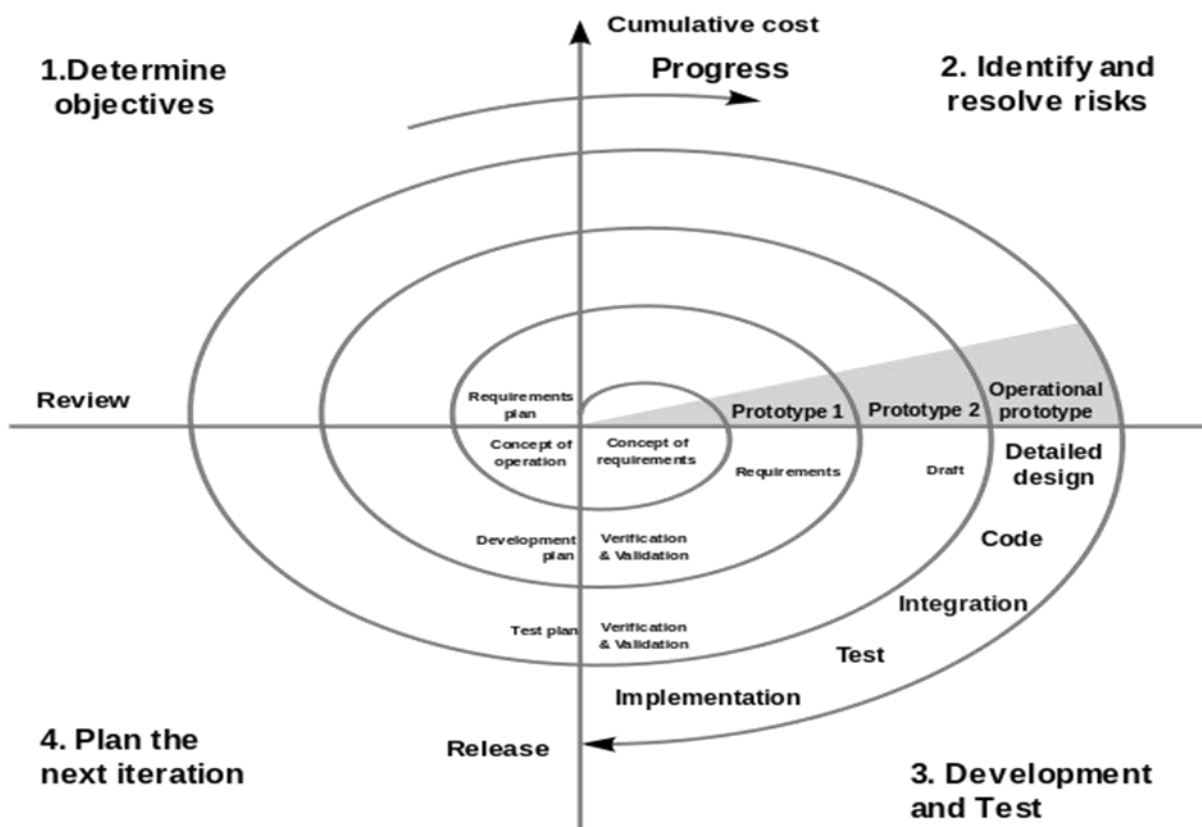 Cumulative cost
Progress
1.Determine
objectives
2. Identify and
resolve risks
Review
Requirements
plan
Concept of
operation
Concept of
requirements
Prototype 1
Prototype 2
Operational
prototype
Requirements
Draft
Detailed
design
Development
plan
Verification
& Validation
Code
Test plan
Verification
& Validation
Integration
Test
Implementation
Release
4. Plan the
next iteration
3. Development
and Test